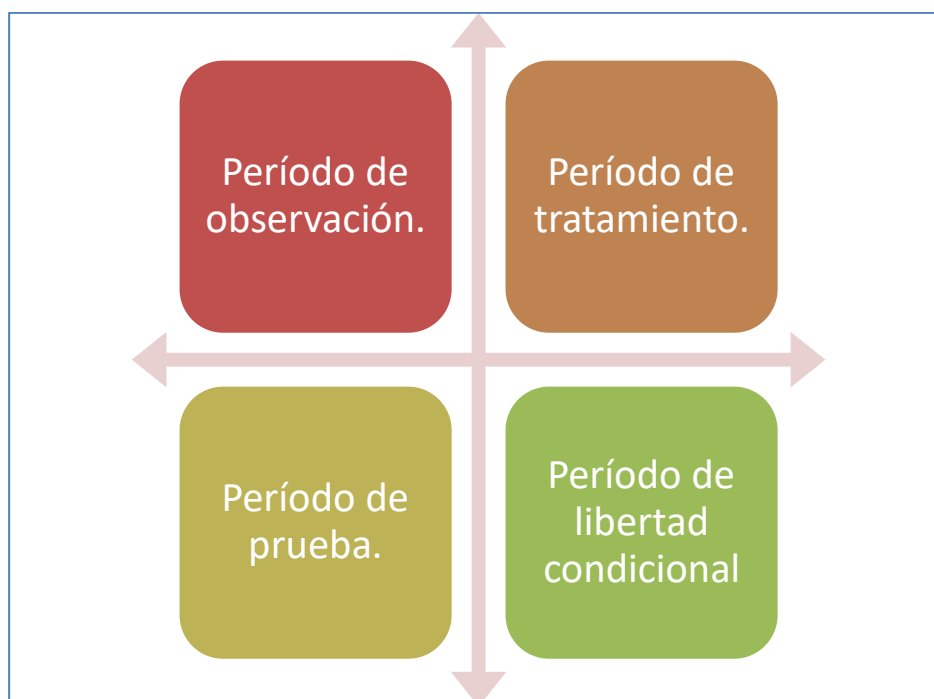 Período de
observación.
Período de
tratamiento.
Período de
prueba.
Período de
libertad
condicional